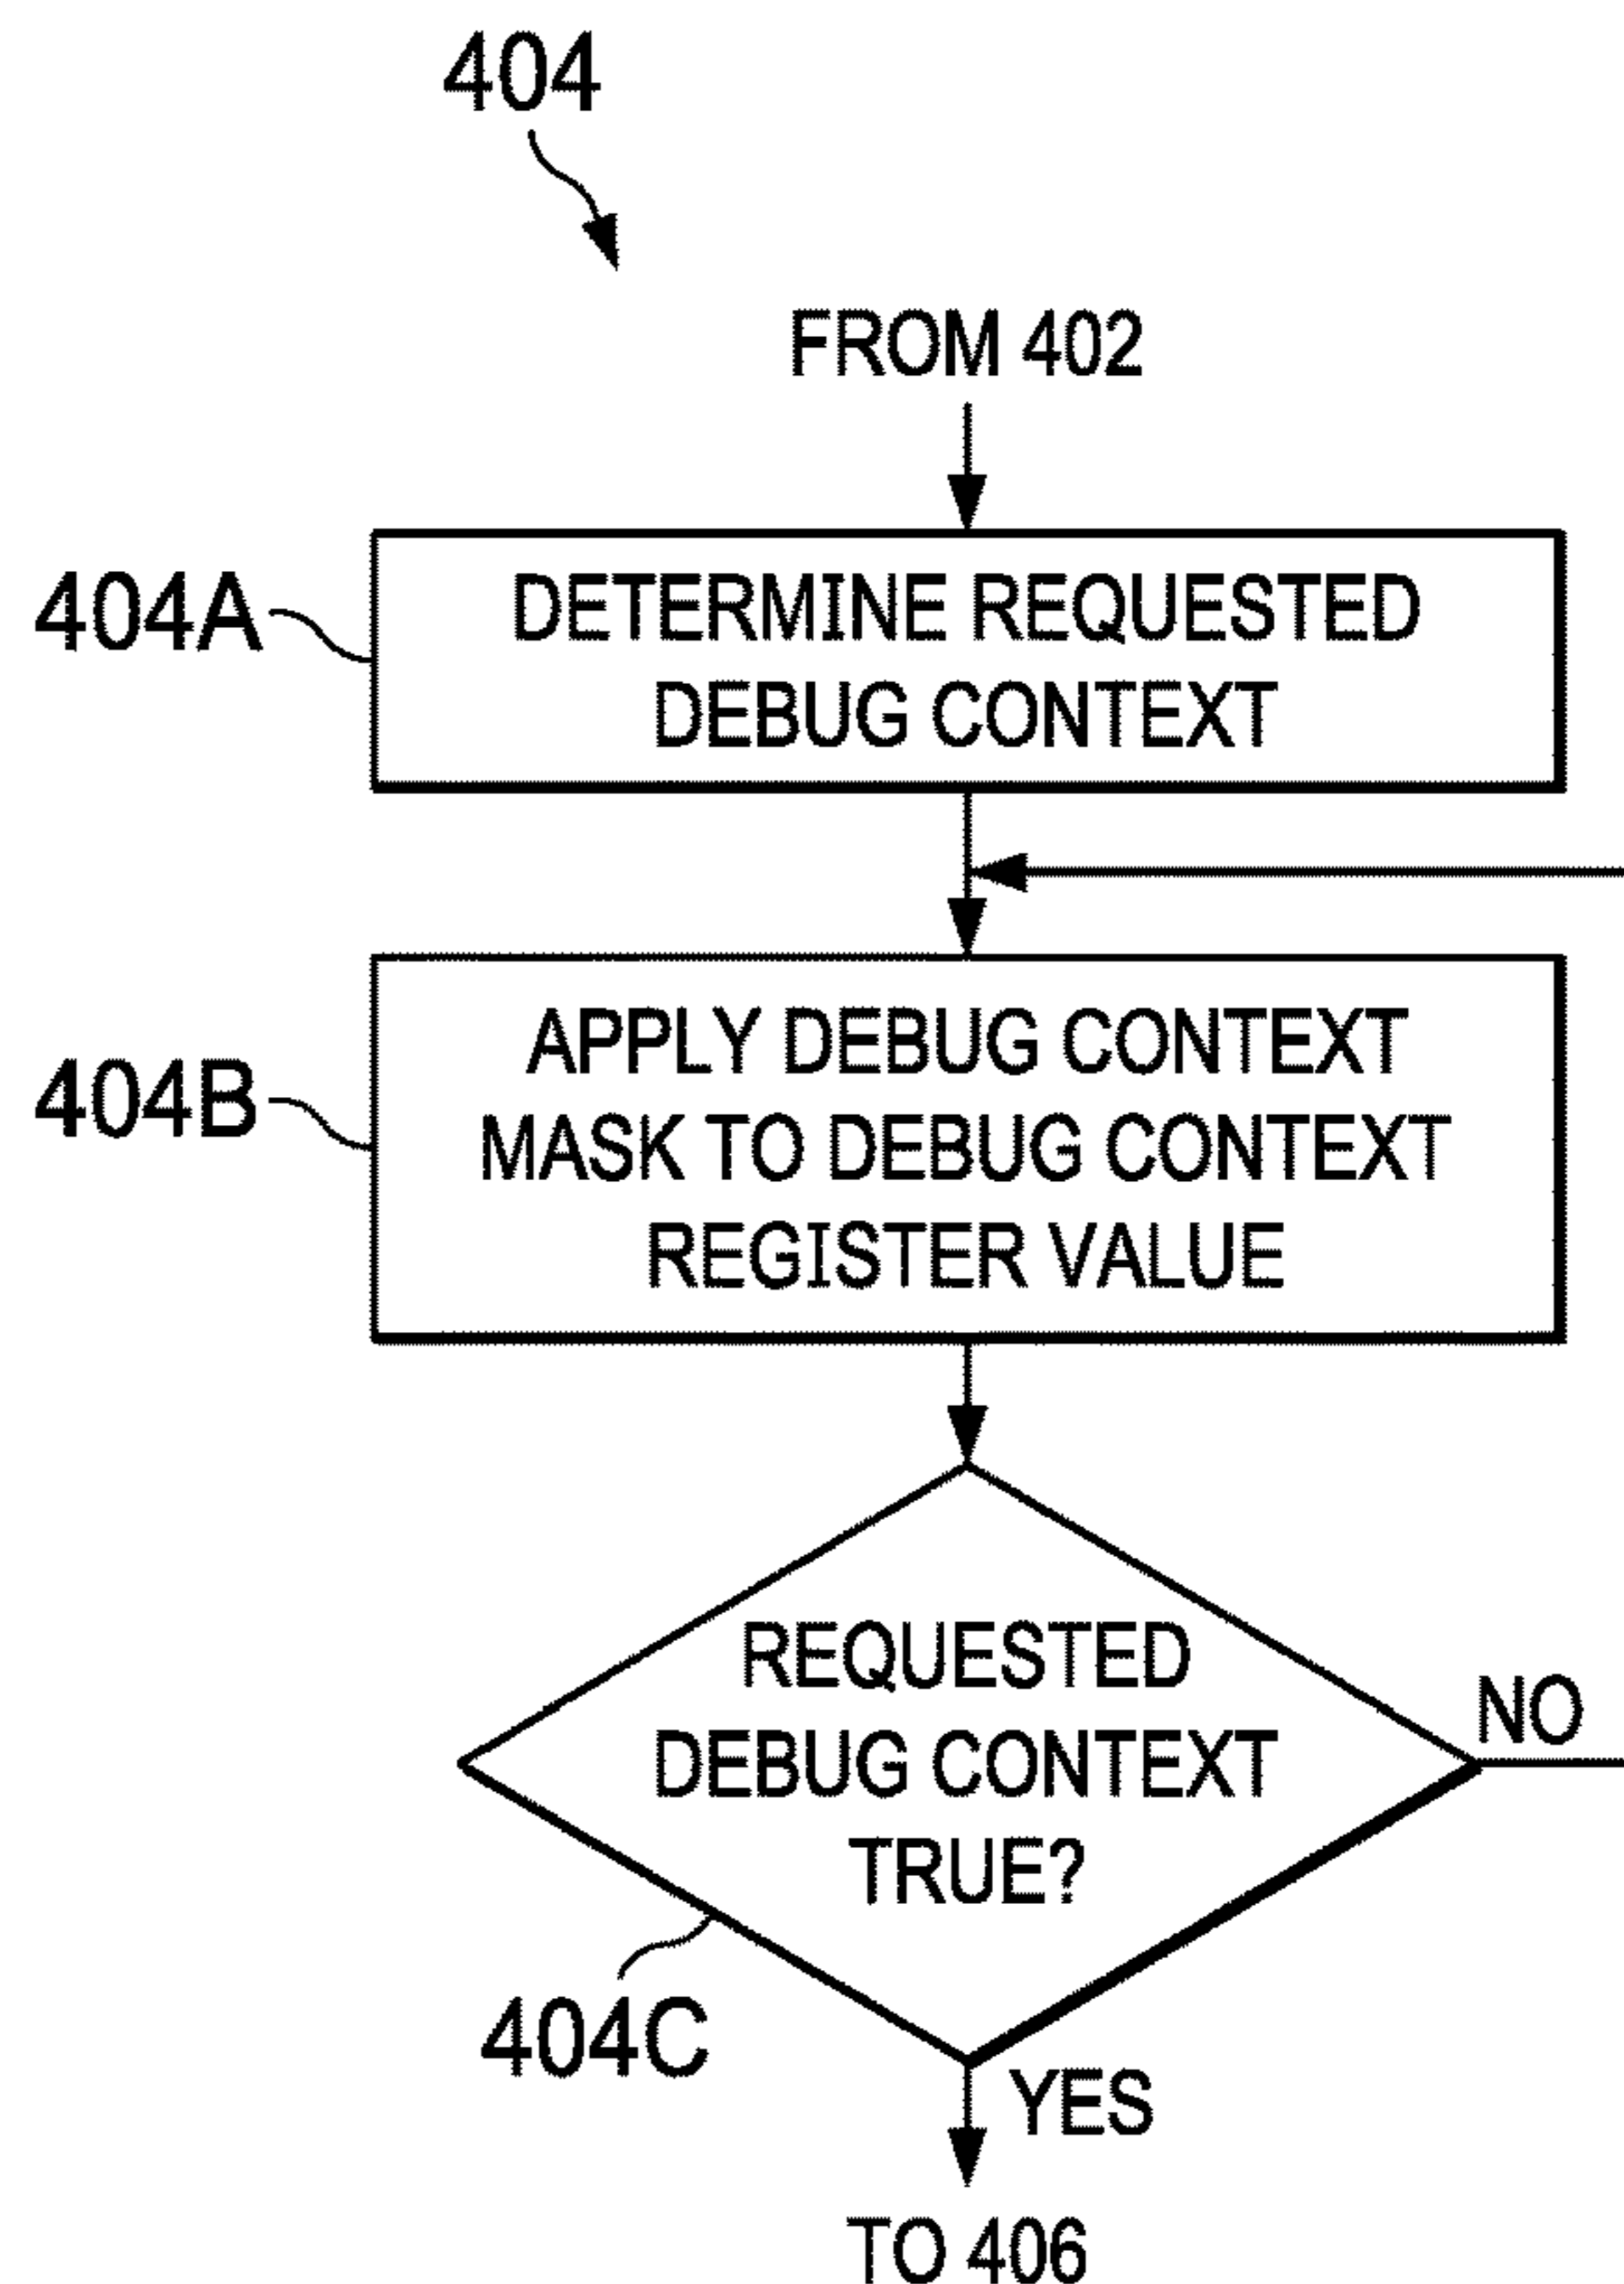 404
FROM 402
404A
DETERMINE REQUESTED
DEBUG CONTEXT
404B
APPLY DEBUG CONTEXT
MASK TO DEBUG CONTEXT
REGISTER VALUE
REQUESTED
DEBUG CONTEXT
TRUE?
NO
404C
YES
TO 406